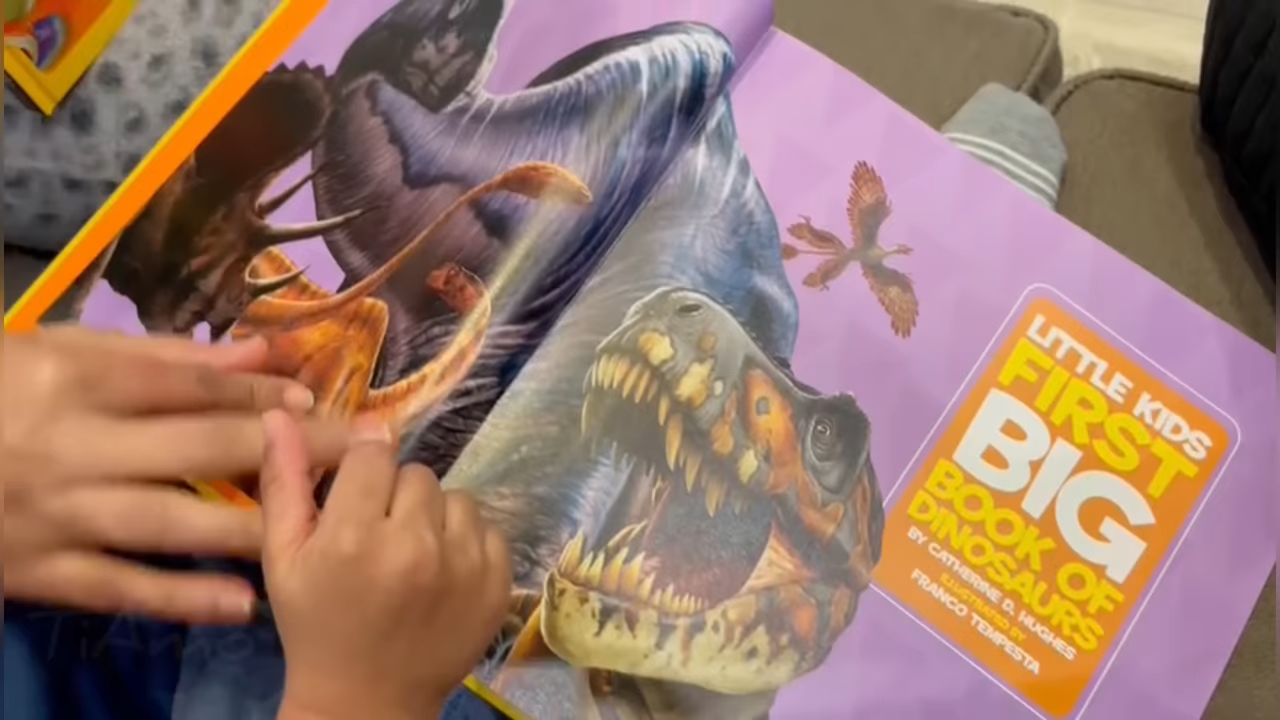 LITTLE KIDS
FIRST
BIG
BOOK OF
DINOSAURS
BY CATHERINE D. HUGHES
ILLUSTRATED BY
FRANCO TEMPESTA